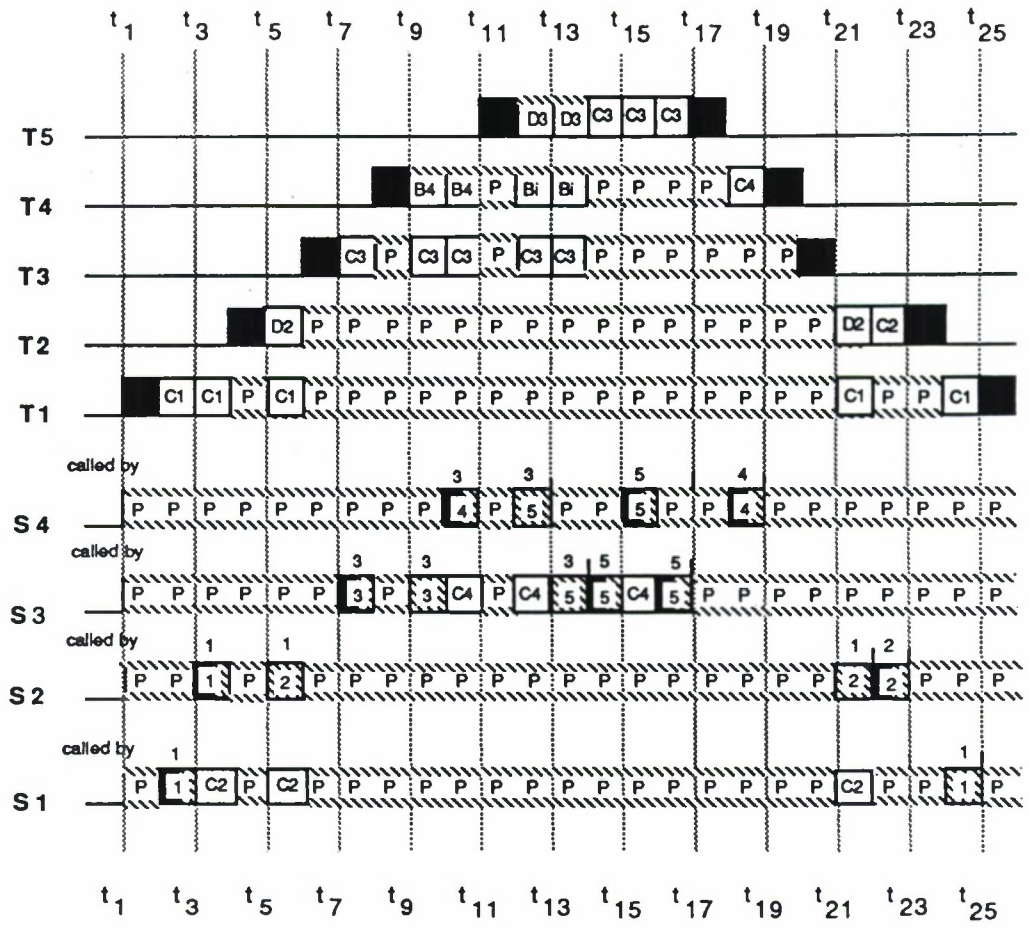 t1 t3 t5 t7 t9 t11 t13 t15 t17 t19 t21 t23 t25
T5 D3 D3 C3 C3 C3
T4 B4 B4 P Bi Bi P P P P C4
T3 C3 P C3 C3 P C3 C3 P P P P P P
T2 D2 P P P P P P P P P P P P P P P D2 C2
T1 C1 C1 P C1 P P P P P P P P P P P P P P P C1 P P C1
called by 3 3 5 4
S4 P P P P P P P P P 4 P 5 P P 5 P P 4 P P P P P P P
called by 3 3 3 5 5
S3 P P P P P P 3 P 3 C4 P C4 5 5 C4 5 P P P P P P P P P
called by 1 1 1 2
S2 P P 1 P 2 P P P P P P P P P P P P P P P 2 2 P P P
called by 1 1
S1 P 1 C2 P C2 P P P P P P P P P P P P P P P C2 P P 1 P
t1 t3 t5 t7 t9 t11 t13 t15 t17 t19 t21 t23 t25